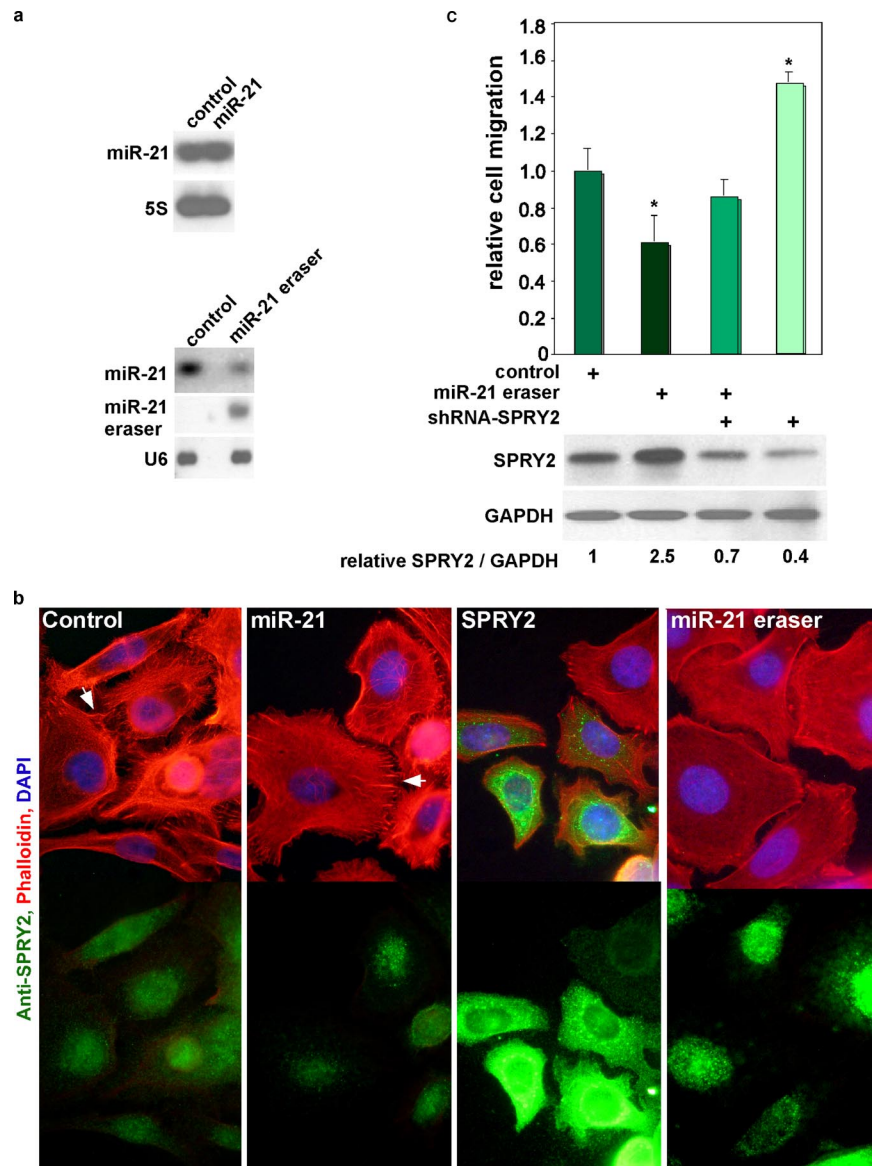 a
control
miR-21
miR-21
5S
control
miR-21 eraser
miR-21
miR-21
eraser
U6
c
relative cell migration
1.8
1.6
1.4
1.2
1.0
0.8
0.6
0.4
0.2
0
*
*
control +
miR-21 eraser + +
shRNA-SPRY2 + +
SPRY2
GAPDH
relative SPRY2 / GAPDH 1 2.5 0.7 0.4
b
Anti-SPRY2, Phalloidin, DAPI
Control
miR-21
SPRY2
miR-21 eraser